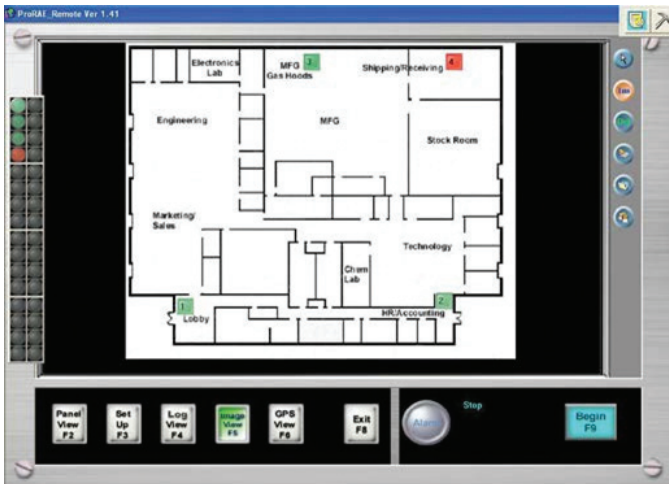 ProRAE_Remote Ver 1.41
Electronics
Lab
MFG
Gas Hoods
3
Shipping/Receiving
4
Engineering
MFG
Stock Room
Marketing/
Sales
Technology
Chem
Lab
1
Lobby
2
HR/Accounting
Panel
View
F2
Set
Up
F3
Log
View
F4
Image
View
F5
GPS
View
F6
Exit
F8
Alarm
Stop
Begin
F9